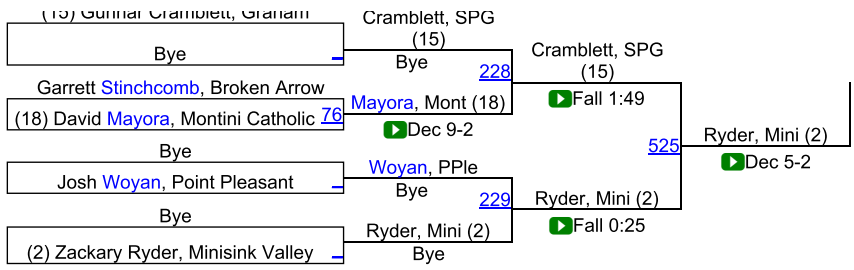 (15) Gunnar Cramblett, Graham
Bye
Garrett Stinchcomb, Broken Arrow
(18) David Mayora, Montini Catholic 76
Bye
Josh Woyan, Point Pleasant
Bye
(2) Zackary Ryder, Minisink Valley
Cramblett, SPG
(15)
Bye
228
Mayora, Mont (18)
Dec 9-2
Woyan, PPle
Bye
229
Ryder, Mini (2)
Bye
Cramblett, SPG
(15)
Fall 1:49
525
Ryder, Mini (2)
Fall 0:25
Ryder, Mini (2)
Dec 5-2